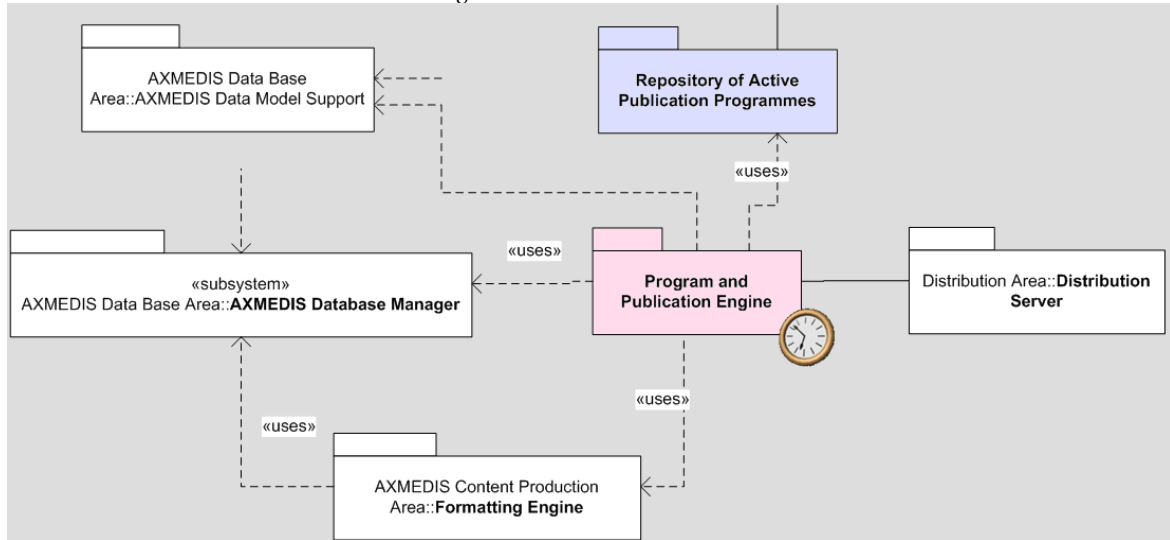 AXMEDIS Data Base
Area::AXMEDIS Data Model Support
Repository of Active
Publication Programmes
«uses»
«uses»
«subsystem»
AXMEDIS Data Base Area::AXMEDIS Database Manager
Program and
Publication Engine
Distribution Area::Distribution
Server
«uses»
«uses»
AXMEDIS Content Production
Area::Formatting Engine